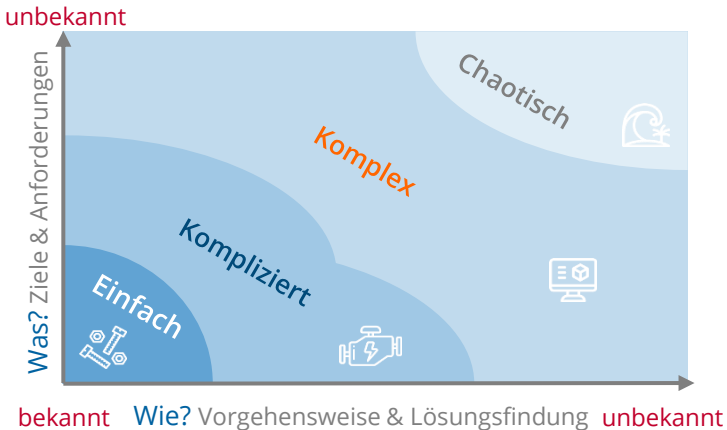 unbekannt
Was? Ziele & Anforderungen
Chaotisch
Komplex
Kompliziert
Einfach
bekannt Wie? Vorgehensweise & Lösungsfindung unbekannt